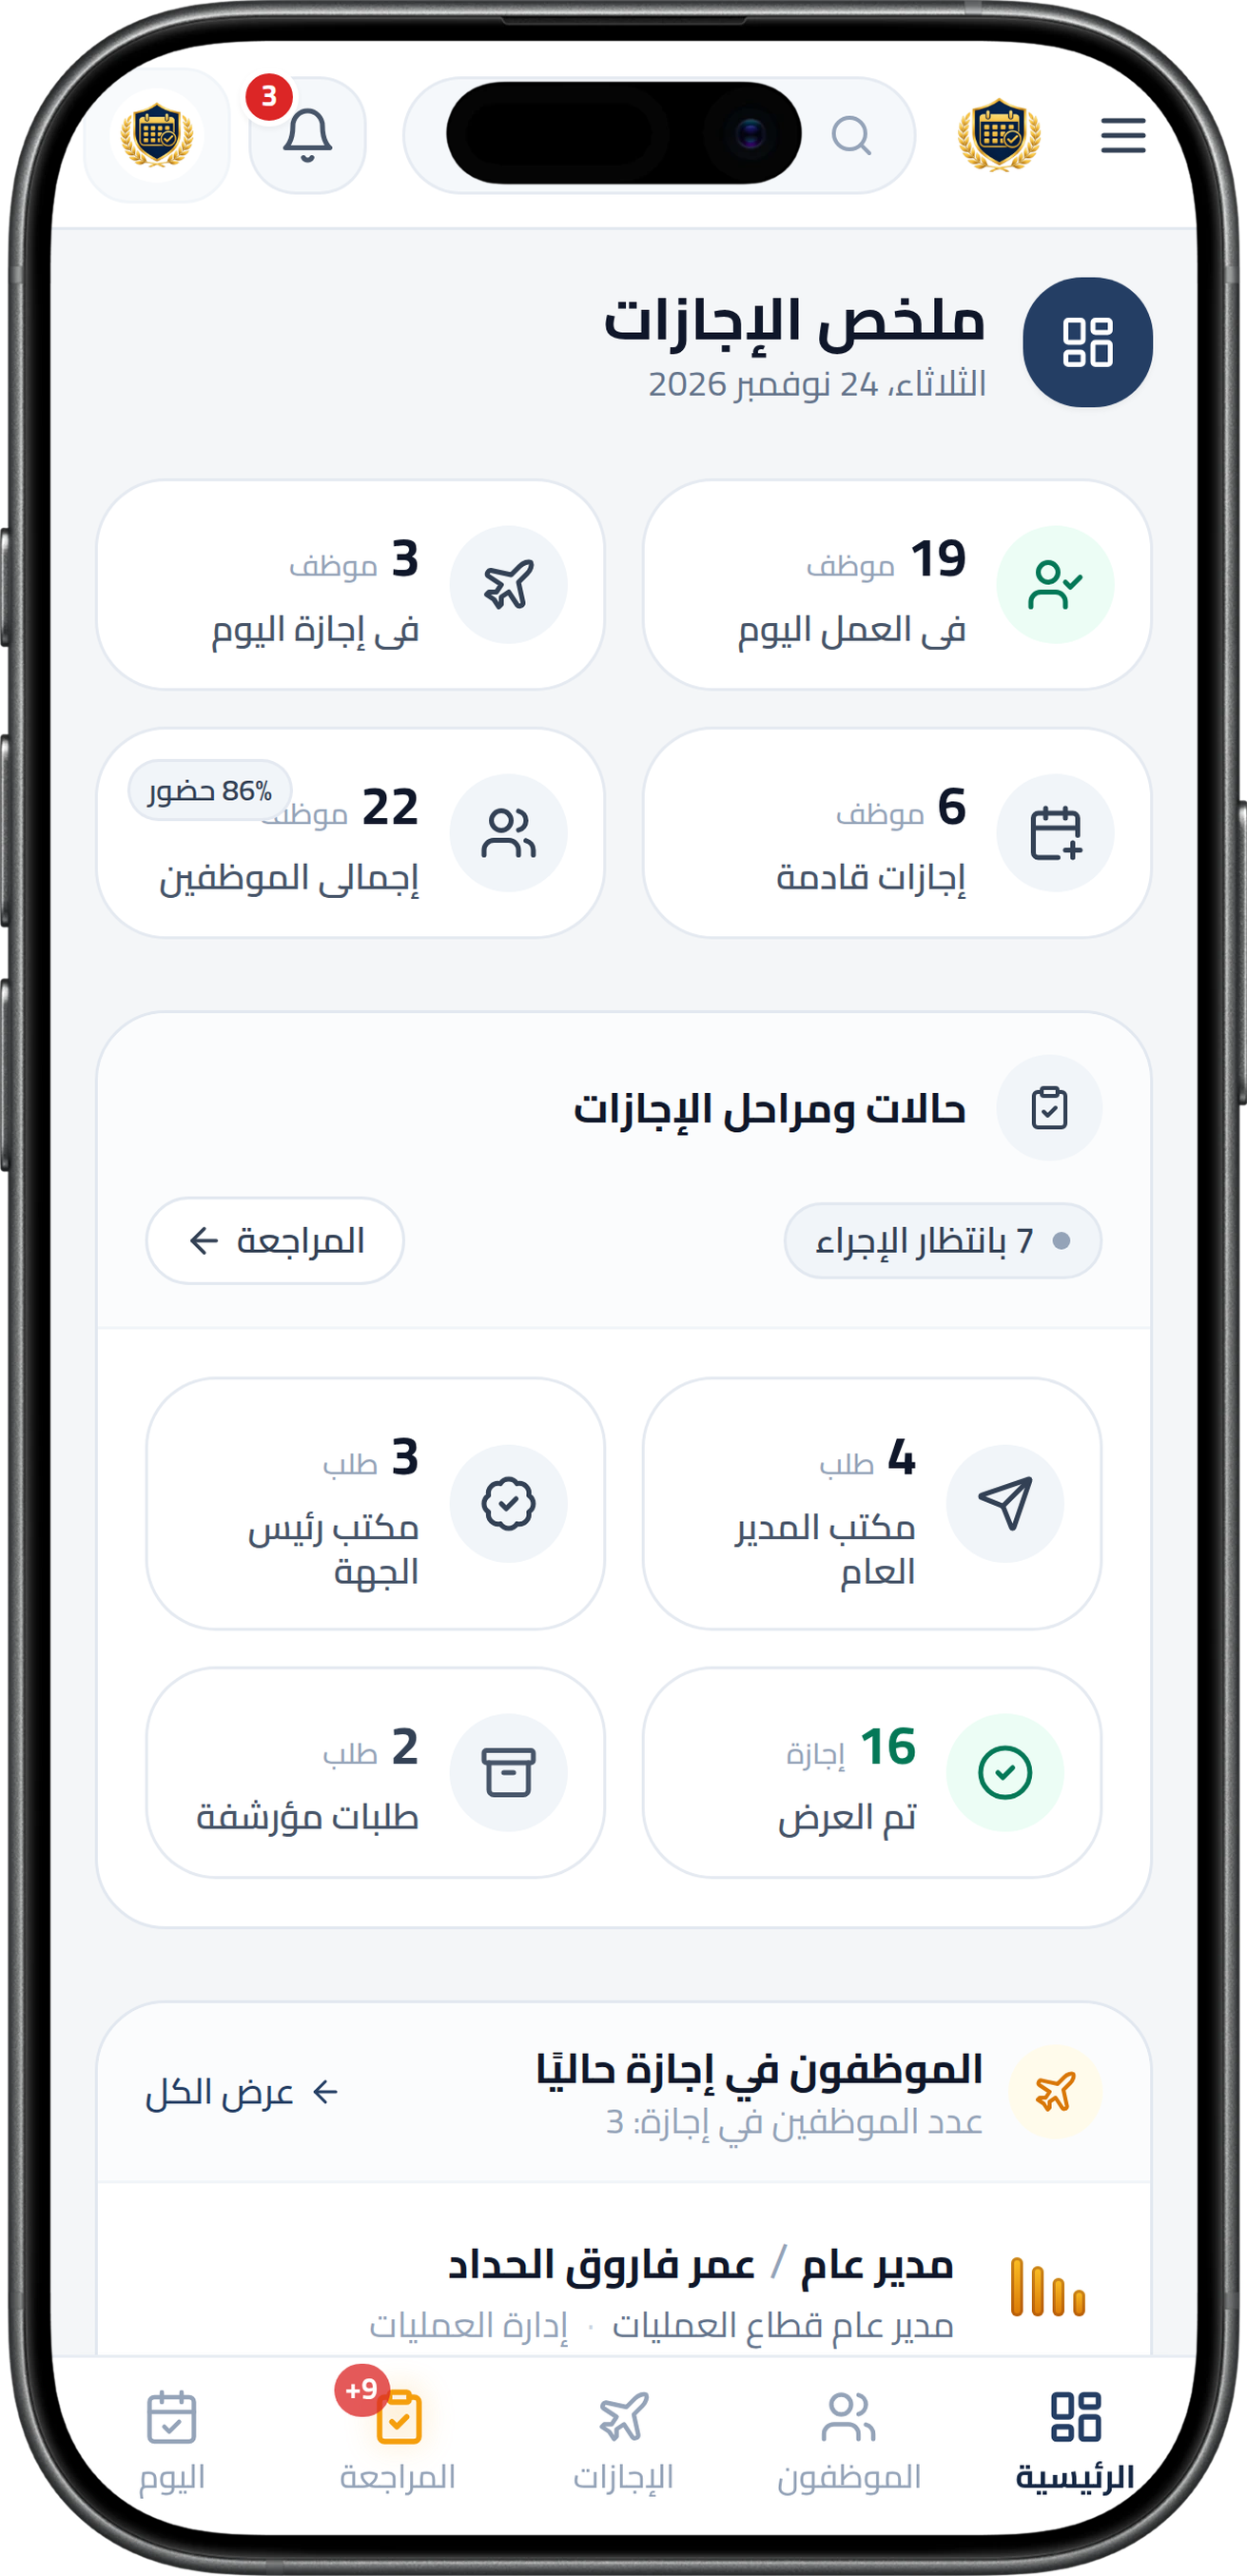 3
ملخص الإجازات
الثلاثاء، 24 نوفمبر 2026
19 موظف
فى العمل اليوم
3 موظف
فى إجازة اليوم
6 موظف
إجازات قادمة
22
86% حضور
إجمالى الموظفين
حالات ومراحل الإجازات
7 بانتظار الإجراء
المراجعة
4 طلب
مكتب المدير
العام
3 طلب
مكتب رئيس
الجهة
16 إجازة
تم العرض
2 طلب
طلبات مؤرشفة
الموظفون في إجازة حاليًا
عدد الموظفين في إجازة: 3
عرض الكل
مدير عام / عمر فاروق الحداد
مدير عام قطاع العمليات · إدارة العمليات
الرئيسية
الموظفون
الإجازات
+9
المراجعة
اليوم